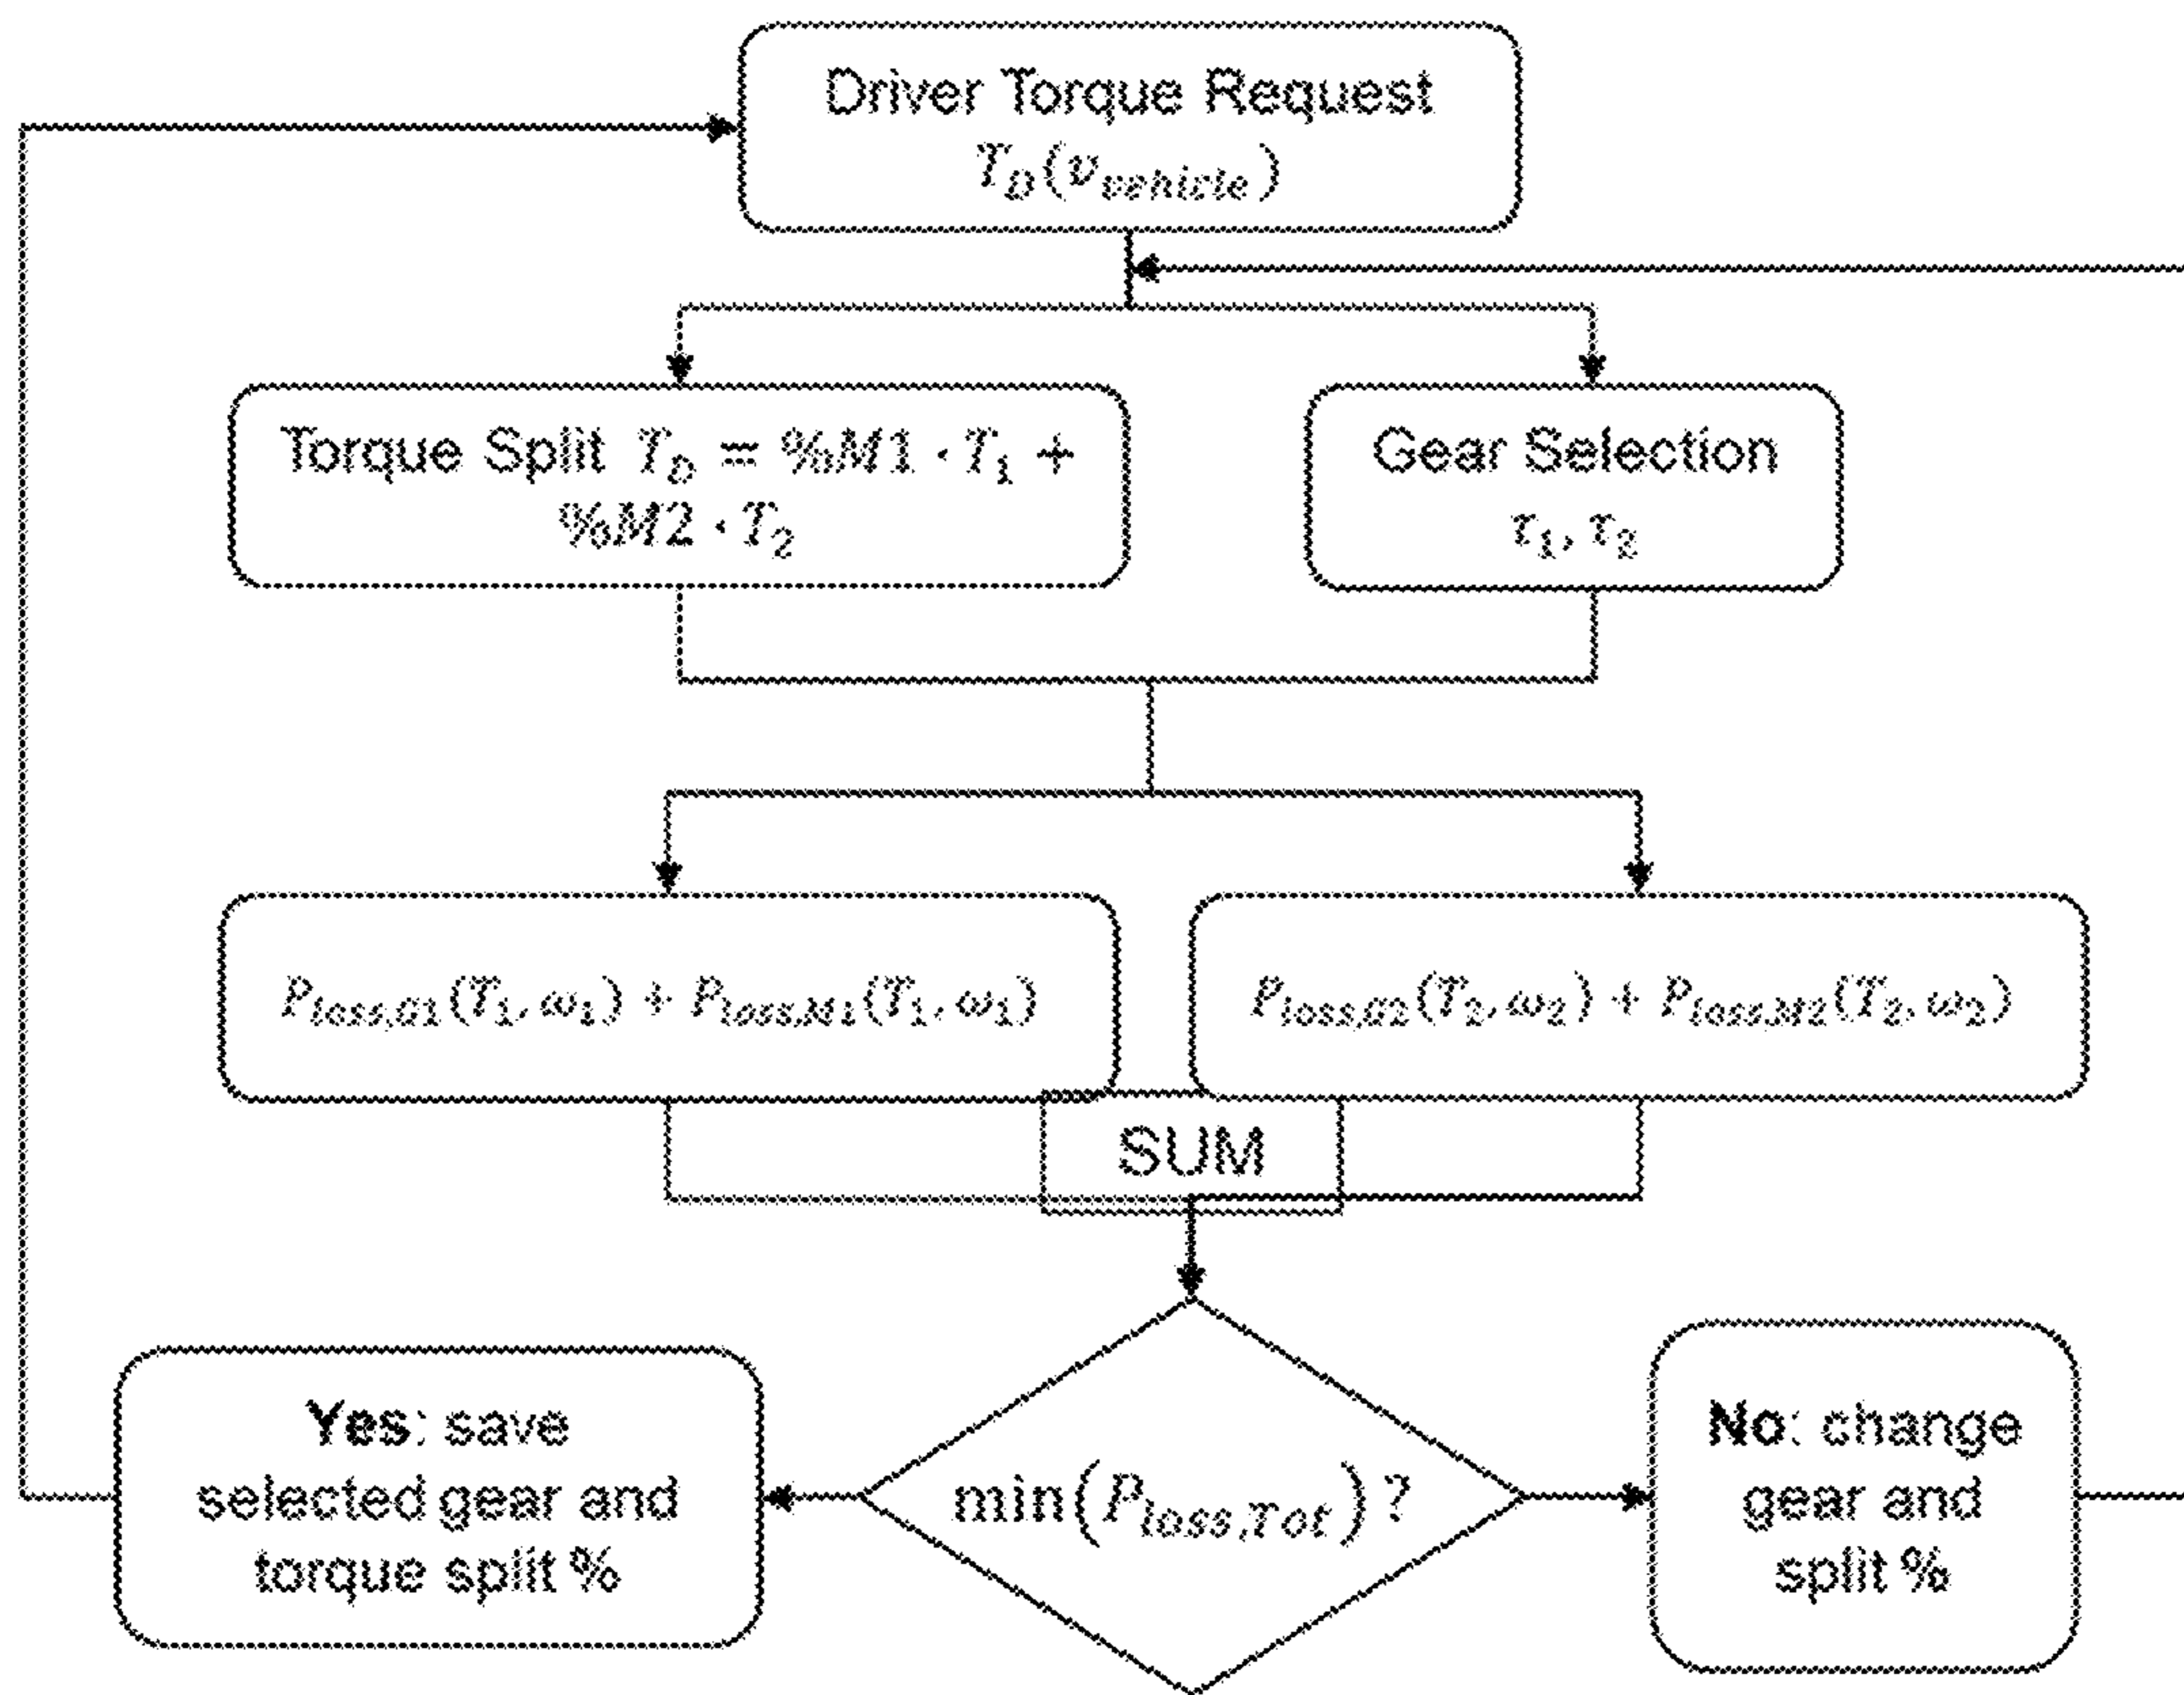 Driver Torque Request
T_D(v_vehicle)
Torque Split T_D = %M1 · T_1 +
%M2 · T_2
Gear Selection
τ_1, τ_2
P_loss,G1(T_1, ω_1) + P_loss,M1(T_1, ω_1)
P_loss,G2(T_2, ω_2) + P_loss,M2(T_2, ω_2)
SUM
Yes: save
selected gear and
torque split %
min(P_loss,Tot)?
No: change
gear and
split %